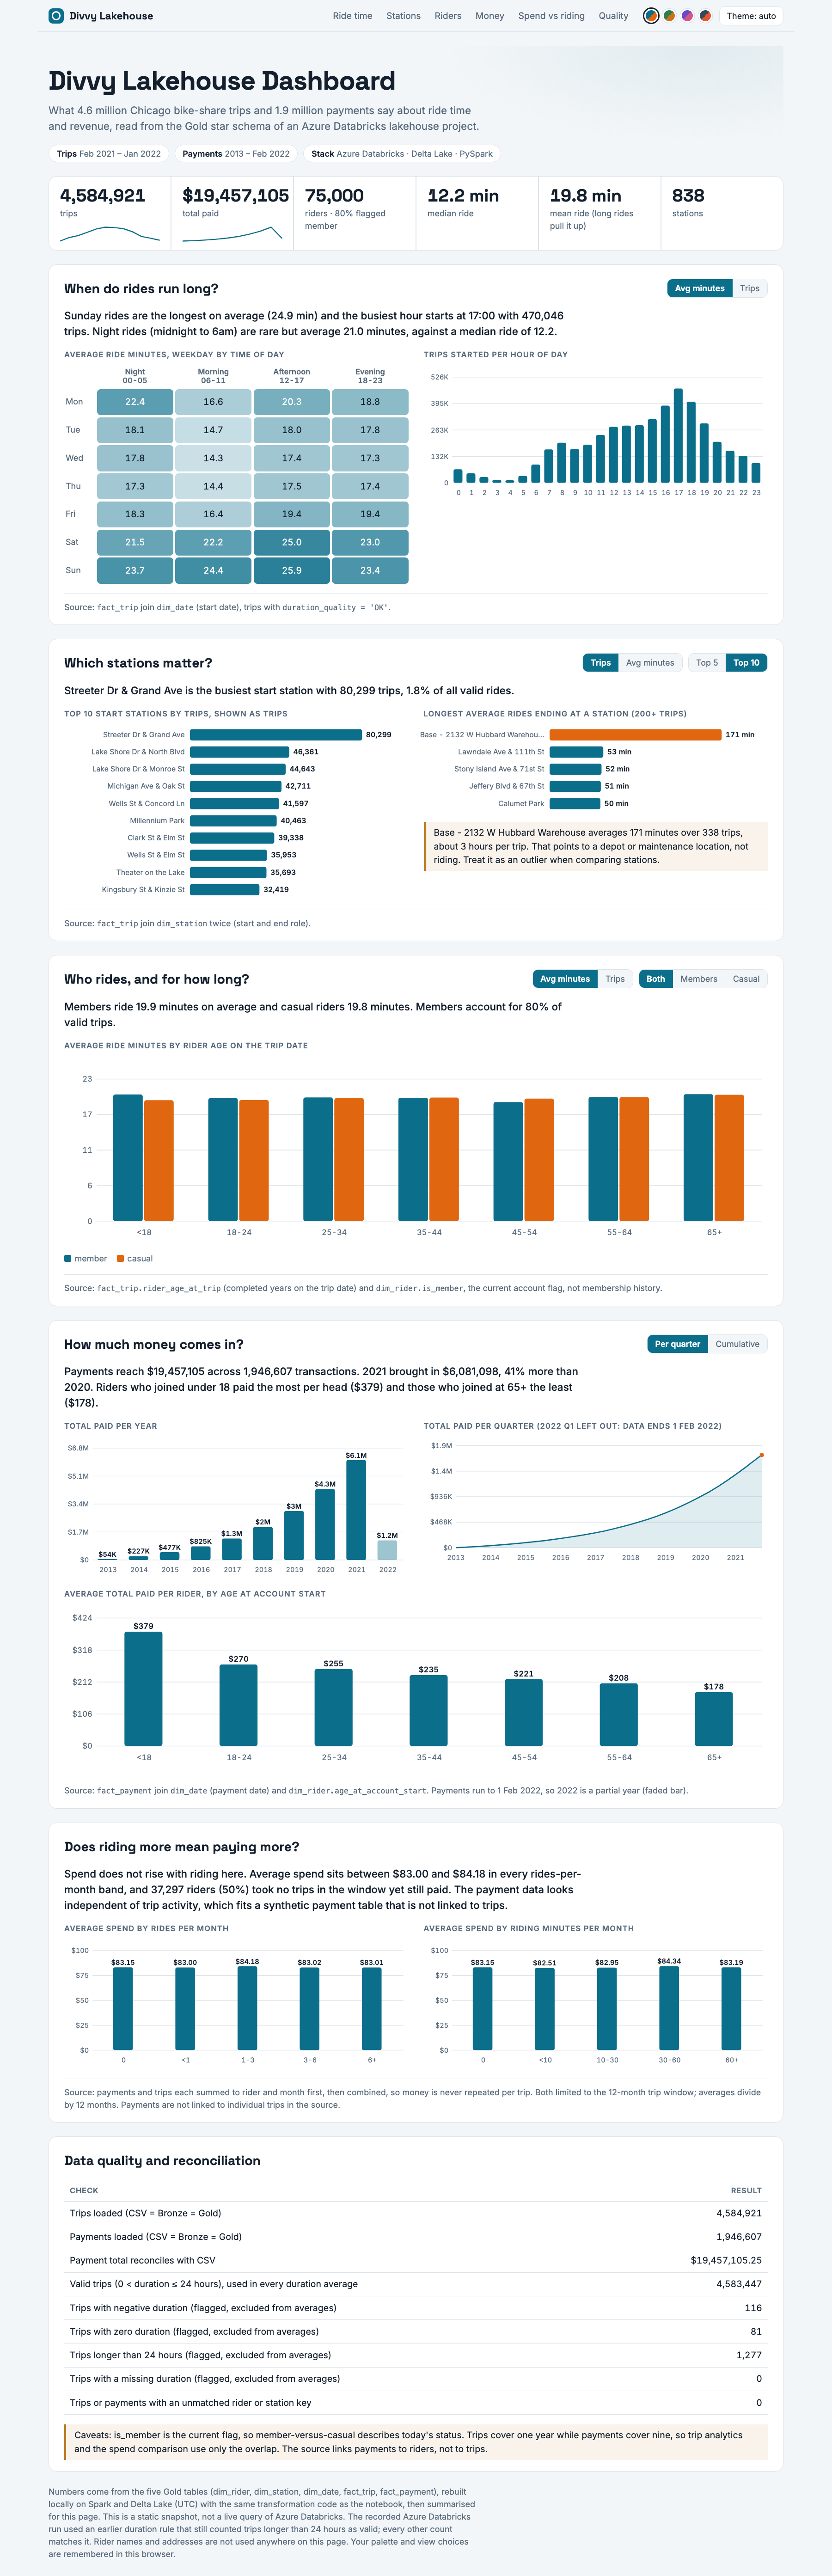 Divvy Lakehouse
Ride time Stations Riders Money Spend vs riding Quality Theme: auto
Divvy Lakehouse Dashboard
What 4.6 million Chicago bike-share trips and 1.9 million payments say about ride time
and revenue, read from the Gold star schema of an Azure Databricks lakehouse project.
Trips Feb 2021 – Jan 2022 Payments 2013 – Feb 2022 Stack Azure Databricks · Delta Lake · PySpark
4,584,921
trips
$19,457,105
total paid
75,000
riders · 80% flagged
member
12.2 min
median ride
19.8 min
mean ride (long rides
pull it up)
838
stations
When do rides run long?
Avg minutes Trips
Sunday rides are the longest on average (24.9 min) and the busiest hour starts at 17:00 with 470,046
trips. Night rides (midnight to 6am) are rare but average 21.0 minutes, against a median ride of 12.2.
AVERAGE RIDE MINUTES, WEEKDAY BY TIME OF DAY
Night Morning Afternoon Evening
00-05 06-11 12-17 18-23
Mon 22.4 16.6 20.3 18.8
Tue 18.1 14.7 18.0 17.8
Wed 17.8 14.3 17.4 17.3
Thu 17.3 14.4 17.5 17.4
Fri 18.3 16.4 19.4 19.4
Sat 21.5 22.2 25.0 23.0
Sun 23.7 24.4 25.9 23.4
TRIPS STARTED PER HOUR OF DAY
526K
395K
263K
132K
0
0 1 2 3 4 5 6 7 8 9 10 11 12 13 14 15 16 17 18 19 20 21 22 23
Source: fact_trip join dim_date (start date), trips with duration_quality = 'OK'.
Which stations matter?
Trips Avg minutes Top 5 Top 10
Streeter Dr & Grand Ave is the busiest start station with 80,299 trips, 1.8% of all valid rides.
TOP 10 START STATIONS BY TRIPS, SHOWN AS TRIPS
Streeter Dr & Grand Ave 80,299
Lake Shore Dr & North Blvd 46,361
Lake Shore Dr & Monroe St 44,643
Michigan Ave & Oak St 42,711
Wells St & Concord Ln 41,597
Millennium Park 40,463
Clark St & Elm St 39,338
Wells St & Elm St 35,953
Theater on the Lake 35,693
Kingsbury St & Kinzie St 32,419
LONGEST AVERAGE RIDES ENDING AT A STATION (200+ TRIPS)
Base - 2132 W Hubbard Warehou... 171 min
Lawndale Ave & 111th St 53 min
Stony Island Ave & 71st St 52 min
Jeffery Blvd & 67th St 51 min
Calumet Park 50 min
Base - 2132 W Hubbard Warehouse averages 171 minutes over 338 trips,
about 3 hours per trip. That points to a depot or maintenance location, not
riding. Treat it as an outlier when comparing stations.
Source: fact_trip join dim_station twice (start and end role).
Who rides, and for how long?
Avg minutes Trips Both Members Casual
Members ride 19.9 minutes on average and casual riders 19.8 minutes. Members account for 80% of
valid trips.
AVERAGE RIDE MINUTES BY RIDER AGE ON THE TRIP DATE
23
17
11
6
0
<18 18-24 25-34 35-44 45-54 55-64 65+
member casual
Source: fact_trip.rider_age_at_trip (completed years on the trip date) and dim_rider.is_member, the current account flag, not membership history.
How much money comes in?
Per quarter Cumulative
Payments reach $19,457,105 across 1,946,607 transactions. 2021 brought in $6,081,098, 41% more than
2020. Riders who joined under 18 paid the most per head ($379) and those who joined at 65+ the least
($178).
TOTAL PAID PER YEAR
$6.8M
$5.1M
$3.4M
$1.7M
$0
$54K $227K $477K $825K $1.3M $2M $3M $4.3M $6.1M $1.2M
2013 2014 2015 2016 2017 2018 2019 2020 2021 2022
TOTAL PAID PER QUARTER (2022 Q1 LEFT OUT: DATA ENDS 1 FEB 2022)
$1.9M
$1.4M
$936K
$468K
$0
2013 2014 2015 2016 2017 2018 2019 2020 2021
AVERAGE TOTAL PAID PER RIDER, BY AGE AT ACCOUNT START
$424
$318
$212
$106
$0
$379 $270 $255 $235 $221 $208 $178
<18 18-24 25-34 35-44 45-54 55-64 65+
Source: fact_payment join dim_date (payment date) and dim_rider.age_at_account_start. Payments run to 1 Feb 2022, so 2022 is a partial year (faded bar).
Does riding more mean paying more?
Spend does not rise with riding here. Average spend sits between $83.00 and $84.18 in every rides-per-
month band, and 37,297 riders (50%) took no trips in the window yet still paid. The payment data looks
independent of trip activity, which fits a synthetic payment table that is not linked to trips.
AVERAGE SPEND BY RIDES PER MONTH
$100
$75
$50
$25
$0
$83.15 $83.00 $84.18 $83.02 $83.01
0 <1 1-3 3-6 6+
AVERAGE SPEND BY RIDING MINUTES PER MONTH
$100
$75
$50
$25
$0
$83.15 $82.51 $82.95 $84.34 $83.19
0 <10 10-30 30-60 60+
Source: payments and trips each summed to rider and month first, then combined, so money is never repeated per trip. Both limited to the 12-month trip window; averages divide
by 12 months. Payments are not linked to individual trips in the source.
Data quality and reconciliation
CHECK RESULT
Trips loaded (CSV = Bronze = Gold) 4,584,921
Payments loaded (CSV = Bronze = Gold) 1,946,607
Payment total reconciles with CSV $19,457,105.25
Valid trips (0 < duration ≤ 24 hours), used in every duration average 4,583,447
Trips with negative duration (flagged, excluded from averages) 116
Trips with zero duration (flagged, excluded from averages) 81
Trips longer than 24 hours (flagged, excluded from averages) 1,277
Trips with a missing duration (flagged, excluded from averages) 0
Trips or payments with an unmatched rider or station key 0
Caveats: is_member is the current flag, so member-versus-casual describes today's status. Trips cover one year while payments cover nine, so trip analytics
and the spend comparison use only the overlap. The source links payments to riders, not to trips.
Numbers come from the five Gold tables (dim_rider, dim_station, dim_date, fact_trip, fact_payment), rebuilt
locally on Spark and Delta Lake (UTC) with the same transformation code as the notebook, then summarised
for this page. This is a static snapshot, not a live query of Azure Databricks. The recorded Azure Databricks
run used an earlier duration rule that still counted trips longer than 24 hours as valid; every other count
matches it. Rider names and addresses are not used anywhere on this page. Your palette and view choices
are remembered in this browser.